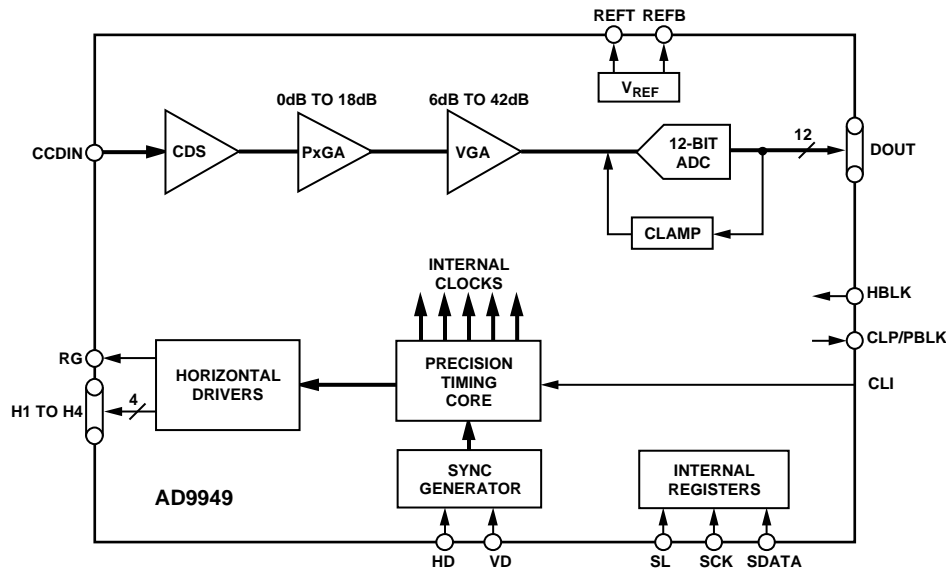 REFT REFB
VREF
0dB TO 18dB
6dB TO 42dB
CCDIN
CDS
PxGA
VGA
12-BIT
ADC
12
DOUT
CLAMP
INTERNAL
CLOCKS
HBLK
CLP/PBLK
RG
HORIZONTAL
DRIVERS
PRECISION
TIMING
CORE
CLI
H1 TO H4
4
SYNC
GENERATOR
INTERNAL
REGISTERS
AD9949
HD VD SL SCK SDATA